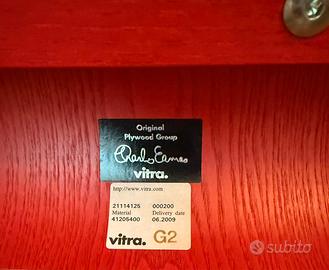 Original
Plywood Group
Charles Eames
vitra.
http://www.vitra.com
21114125 000200
Material Delivery date
41205400 06.2009
vitra. G2
subito